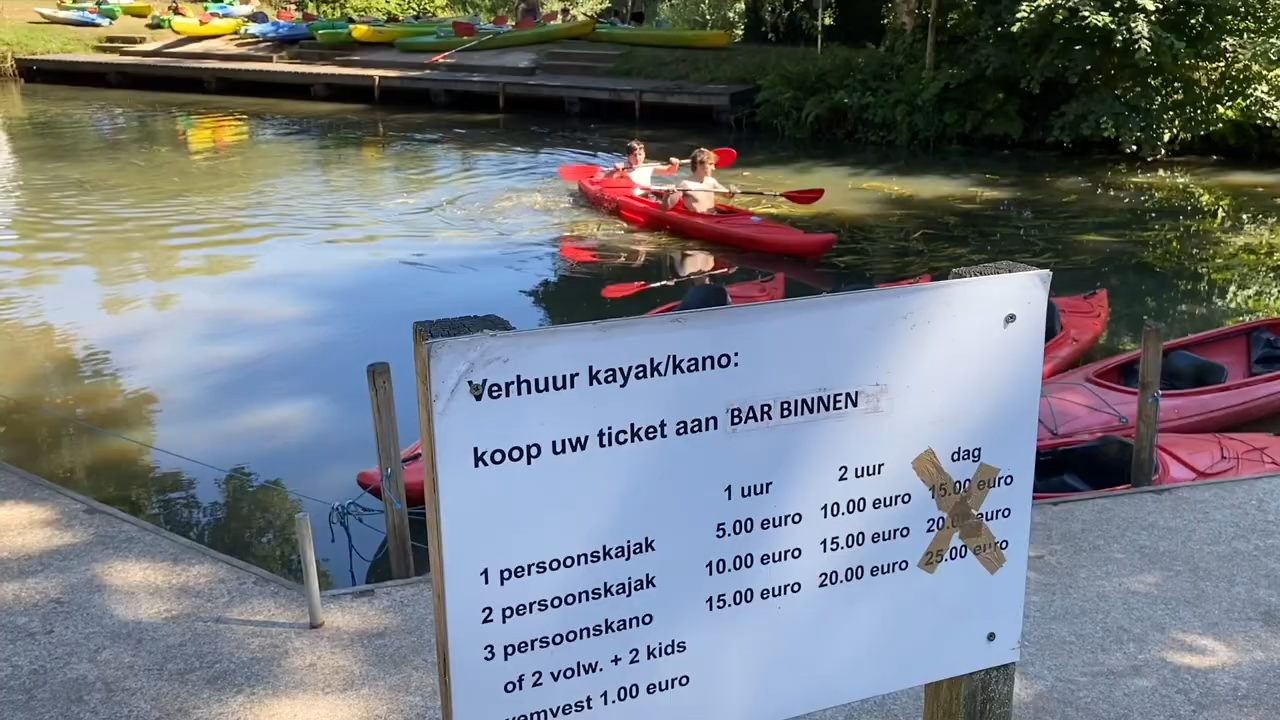 Verhuur kayak/kano:
koop uw ticket aan BAR BINNEN
1 uur 2 uur dag
1 persoonskajak 5.00 euro 10.00 euro 15.00 euro
2 persoonskajak 10.00 euro 15.00 euro 20.00 euro
3 persoonskano 15.00 euro 20.00 euro 25.00 euro
of 2 volw. + 2 kids
1.00 euro